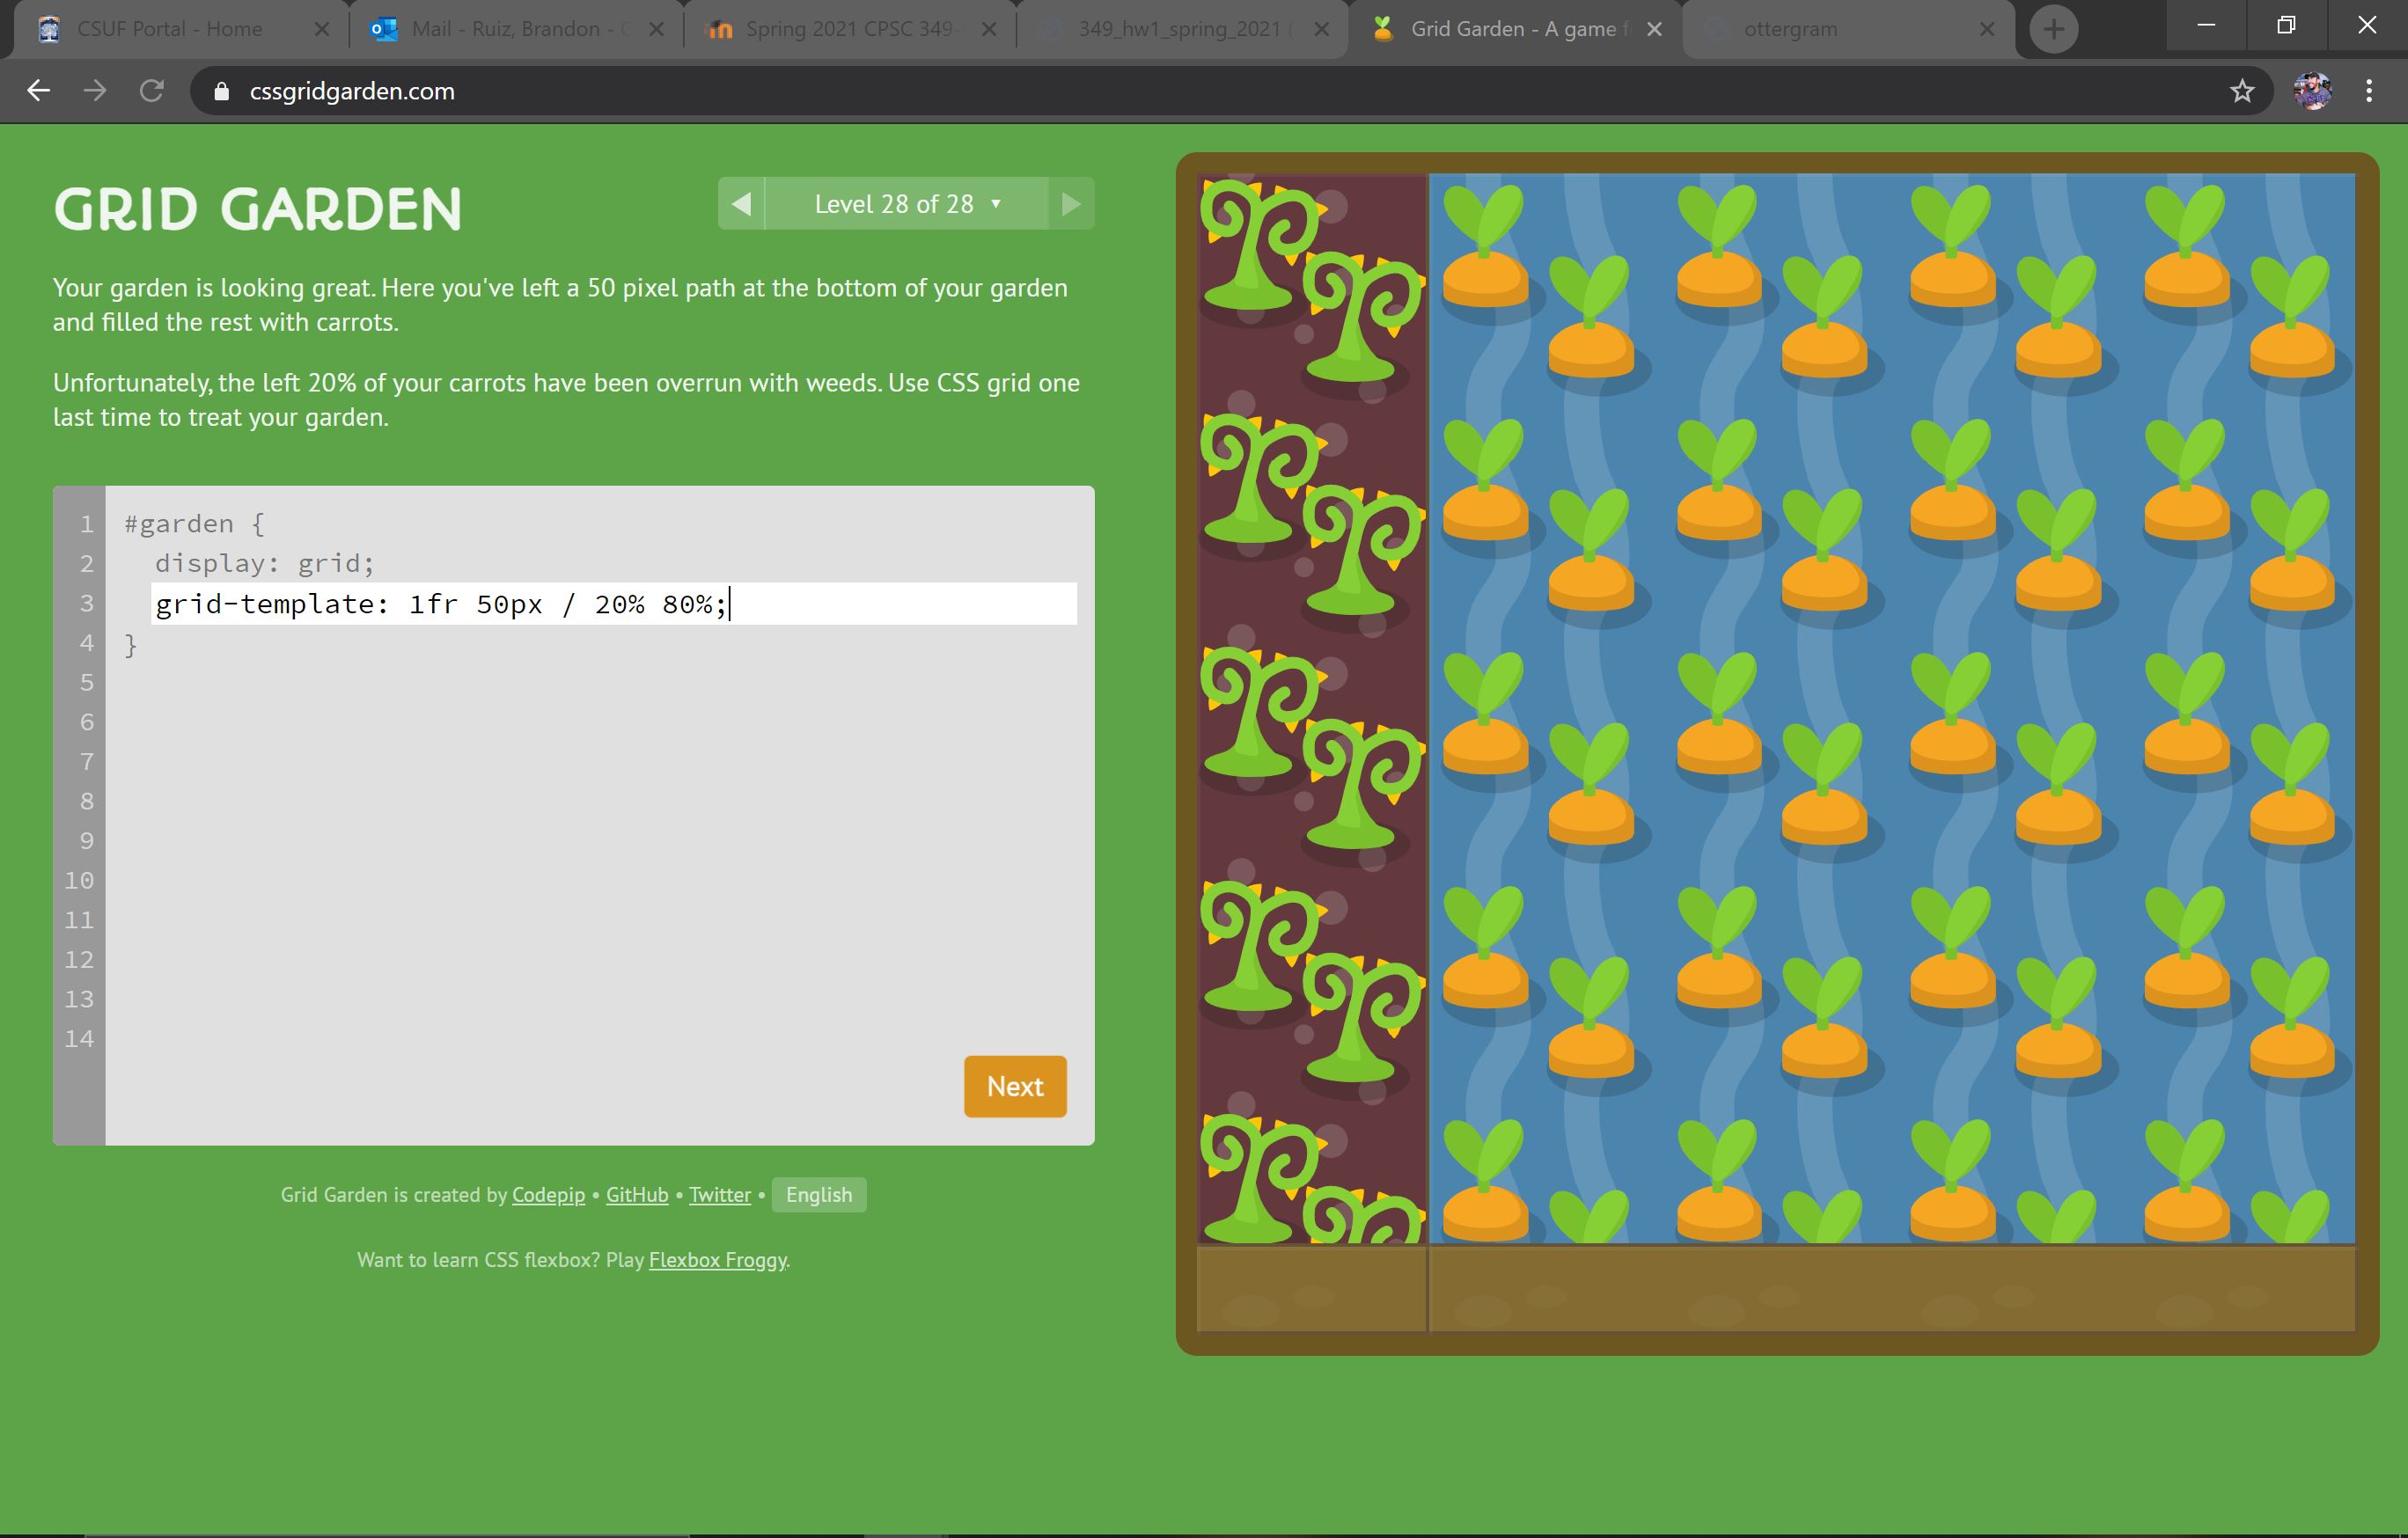 CSUF Portal - Home
Mail - Ruiz, Brandon - C
Spring 2021 CPSC 349-
349_hw1_spring_2021 (
Grid Garden - A game f
ottergram
cssgridgarden.com
GRID GARDEN
Level 28 of 28 ▼
Your garden is looking great. Here you've left a 50 pixel path at the bottom of your garden
and filled the rest with carrots.
Unfortunately, the left 20% of your carrots have been overrun with weeds. Use CSS grid one
last time to treat your garden.
1 #garden {
2 display: grid;
3 grid-template: 1fr 50px / 20% 80%;
4 }
5
6
7
8
9
10
11
12
13
14
Next
Grid Garden is created by Codepip • GitHub • Twitter • English
Want to learn CSS flexbox? Play Flexbox Froggy.